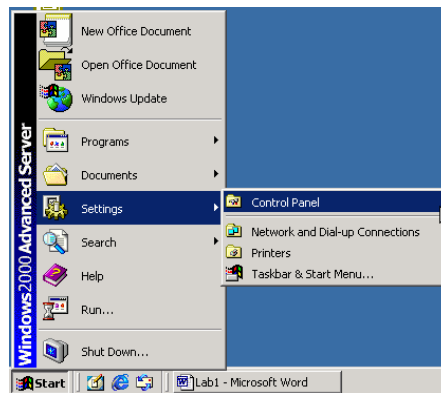 New Office Document
Open Office Document
Windows Update
Programs
Documents
Settings
Search
Help
Run...
Shut Down...
Windows2000 Advanced Server
Control Panel
Network and Dial-up Connections
Printers
Taskbar & Start Menu...
Start
Lab1 - Microsoft Word